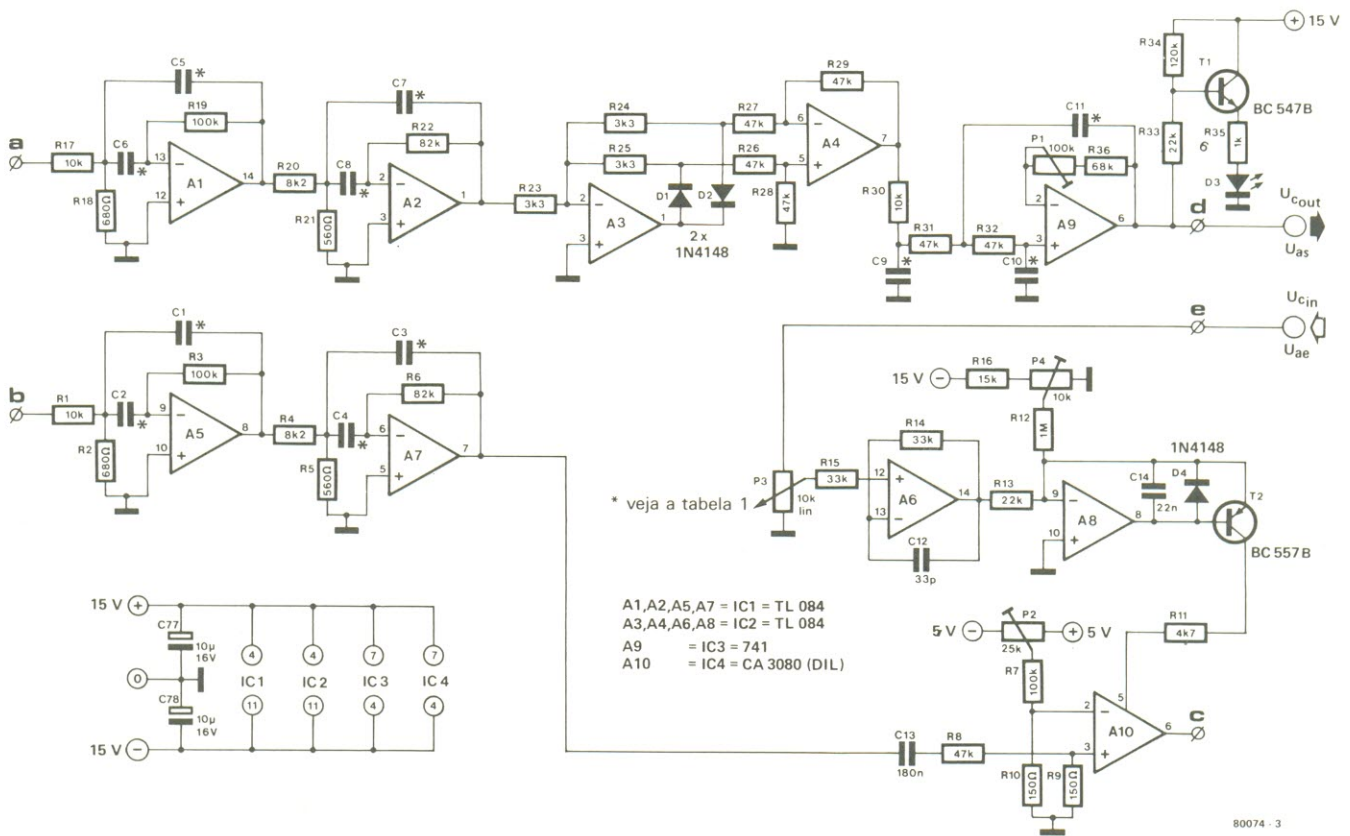 a
R17
10k
R18
680Ω
C5
*
R19
100k
C6
*
13
12
A1
14
R20
8k2
R21
560Ω
C7
*
R22
82k
C8
*
2
3
A2
1
R23
3k3
R24
3k3
R25
3k3
2
3
A3
1
D1
D2
2x
1N4148
R27
47k
R26
47k
R28
47k
R29
47k
6
5
A4
7
R30
10k
C9
*
R31
47k
R32
47k
C10
*
C11
*
P1
100k
R36
68k
2
3
A9
6
R34
120k
R33
22k
T1
BC 547B
R35
1k
6
D3
15 V
d
Ucout
Uas
b
R1
10k
R2
680Ω
C1
*
R3
100k
C2
*
9
10
A5
8
R4
8k2
R5
560Ω
C3
*
R6
82k
C4
*
6
5
A7
7
e
Ucin
Uae
* veja a tabela 1
P3
10k
lin
R15
33k
R14
33k
12
13
A6
14
C12
33p
R13
22k
15 V
R16
15k
P4
10k
R12
1M
9
10
A8
8
C14
22n
1N4148
D4
T2
BC 557B
R11
4k7
A1,A2,A5,A7 = IC1 = TL 084
A3,A4,A6,A8 = IC2 = TL 084
A9 = IC3 = 741
A10 = IC4 = CA 3080 (DIL)
5 V
P2
25k
5 V
R7
100k
C13
180n
R8
47k
R10
150Ω
R9
150Ω
2
3
5
A10
6
c
15 V
0
15 V
C77
10µ
16V
C78
10µ
16V
4
IC1
11
4
IC2
11
7
IC3
4
7
IC4
4
80074 - 3